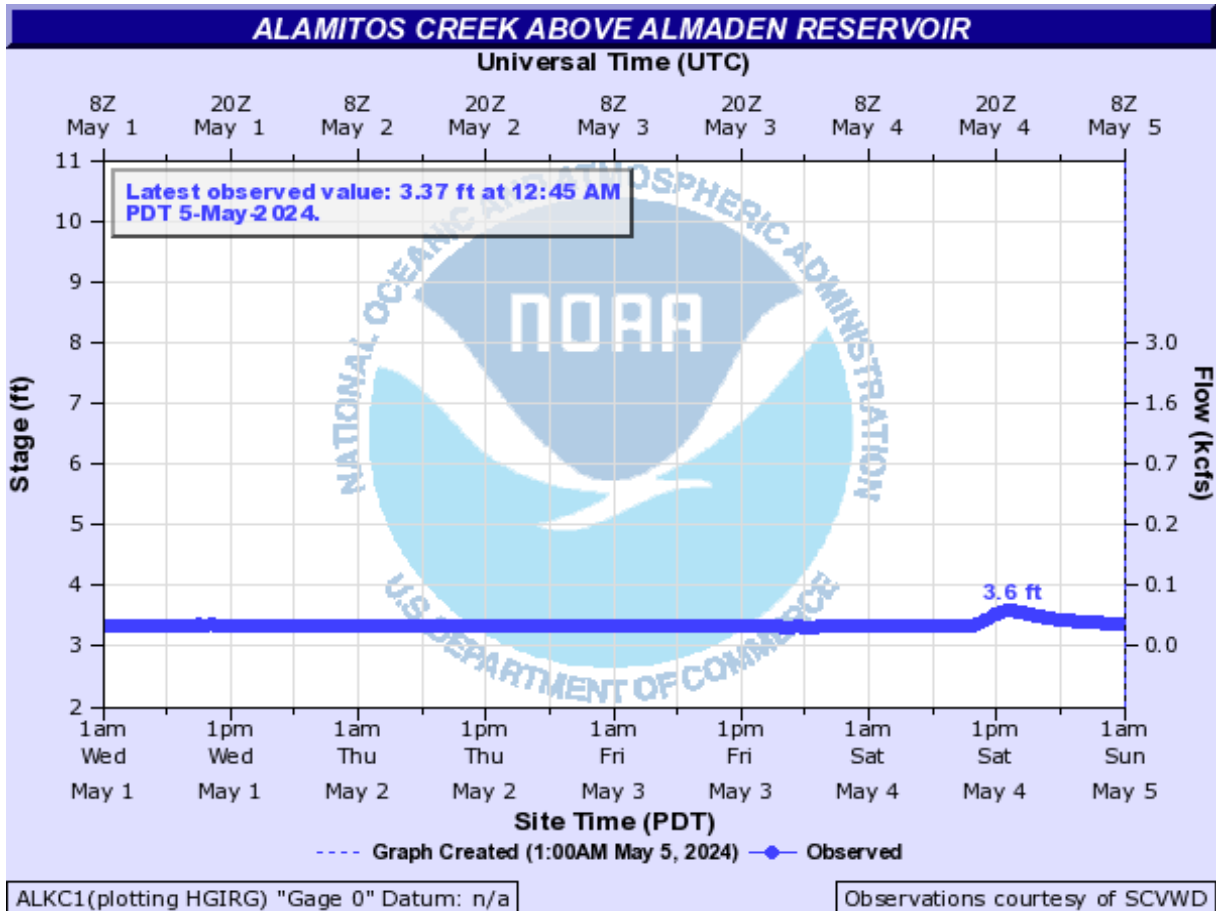 ALAMITOS CREEK ABOVE ALMADEN RESERVOIR
Universal Time (UTC)
8Z 20Z 8Z 20Z 8Z 20Z 8Z 20Z 8Z
May 1 May 1 May 2 May 2 May 3 May 3 May 4 May 4 May 5
Latest observed value: 3.37 ft at 12:45 AM
PDT 5-May-2024.
NATIONAL OCEANIC AND ATMOSPHERIC ADMINISTRATION
NOAA
U.S. DEPARTMENT OF COMMERCE
Stage (ft)
11
10
9
8
7
6
5
4
3
2
3.6 ft
3.0
1.6
0.7
0.2
0.1
0.0
Flow (kcfs)
1am 1pm 1am 1pm 1am 1pm 1am 1pm 1am
Wed Wed Thu Thu Fri Fri Sat Sat Sun
May 1 May 1 May 2 May 2 May 3 May 3 May 4 May 4 May 5
Site Time (PDT)
Graph Created (1:00AM May 5, 2024) Observed
ALKC1(plotting HGIRG) "Gage 0" Datum: n/a
Observations courtesy of SCVWD